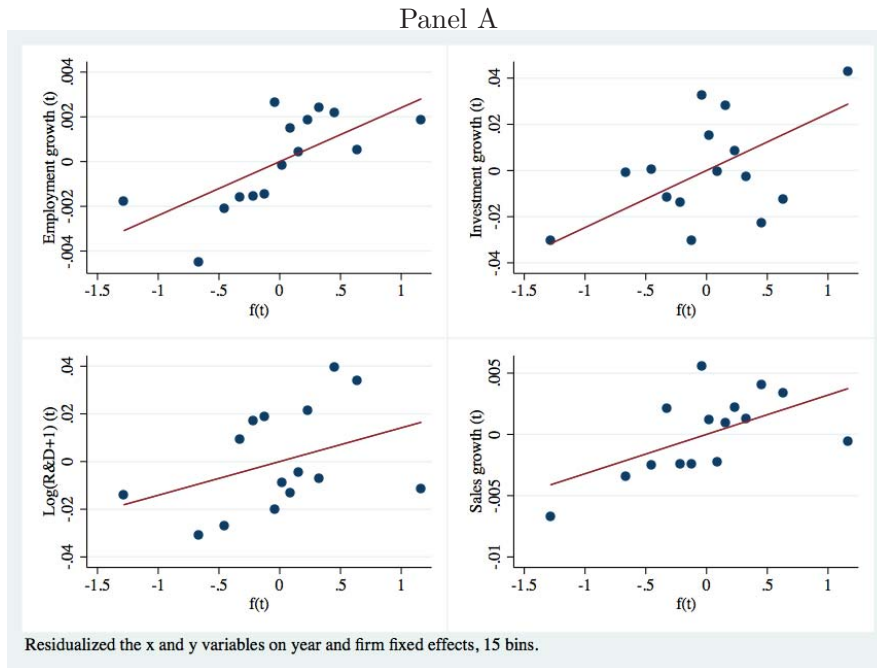 Panel A
Employment growth (t)
.004
.002
0
-.002
-.004
-1.5 -1 -.5 0 .5 1
f(t)
Investment growth (t)
.04
.02
0
-.02
-.04
-1.5 -1 -.5 0 .5 1
f(t)
Log(R&D+1) (t)
.04
.02
0
-.02
-.04
-1.5 -1 -.5 0 .5 1
f(t)
Sales growth (t)
.005
0
-.005
-.01
-1.5 -1 -.5 0 .5 1
f(t)
Residualized the x and y variables on year and firm fixed effects, 15 bins.